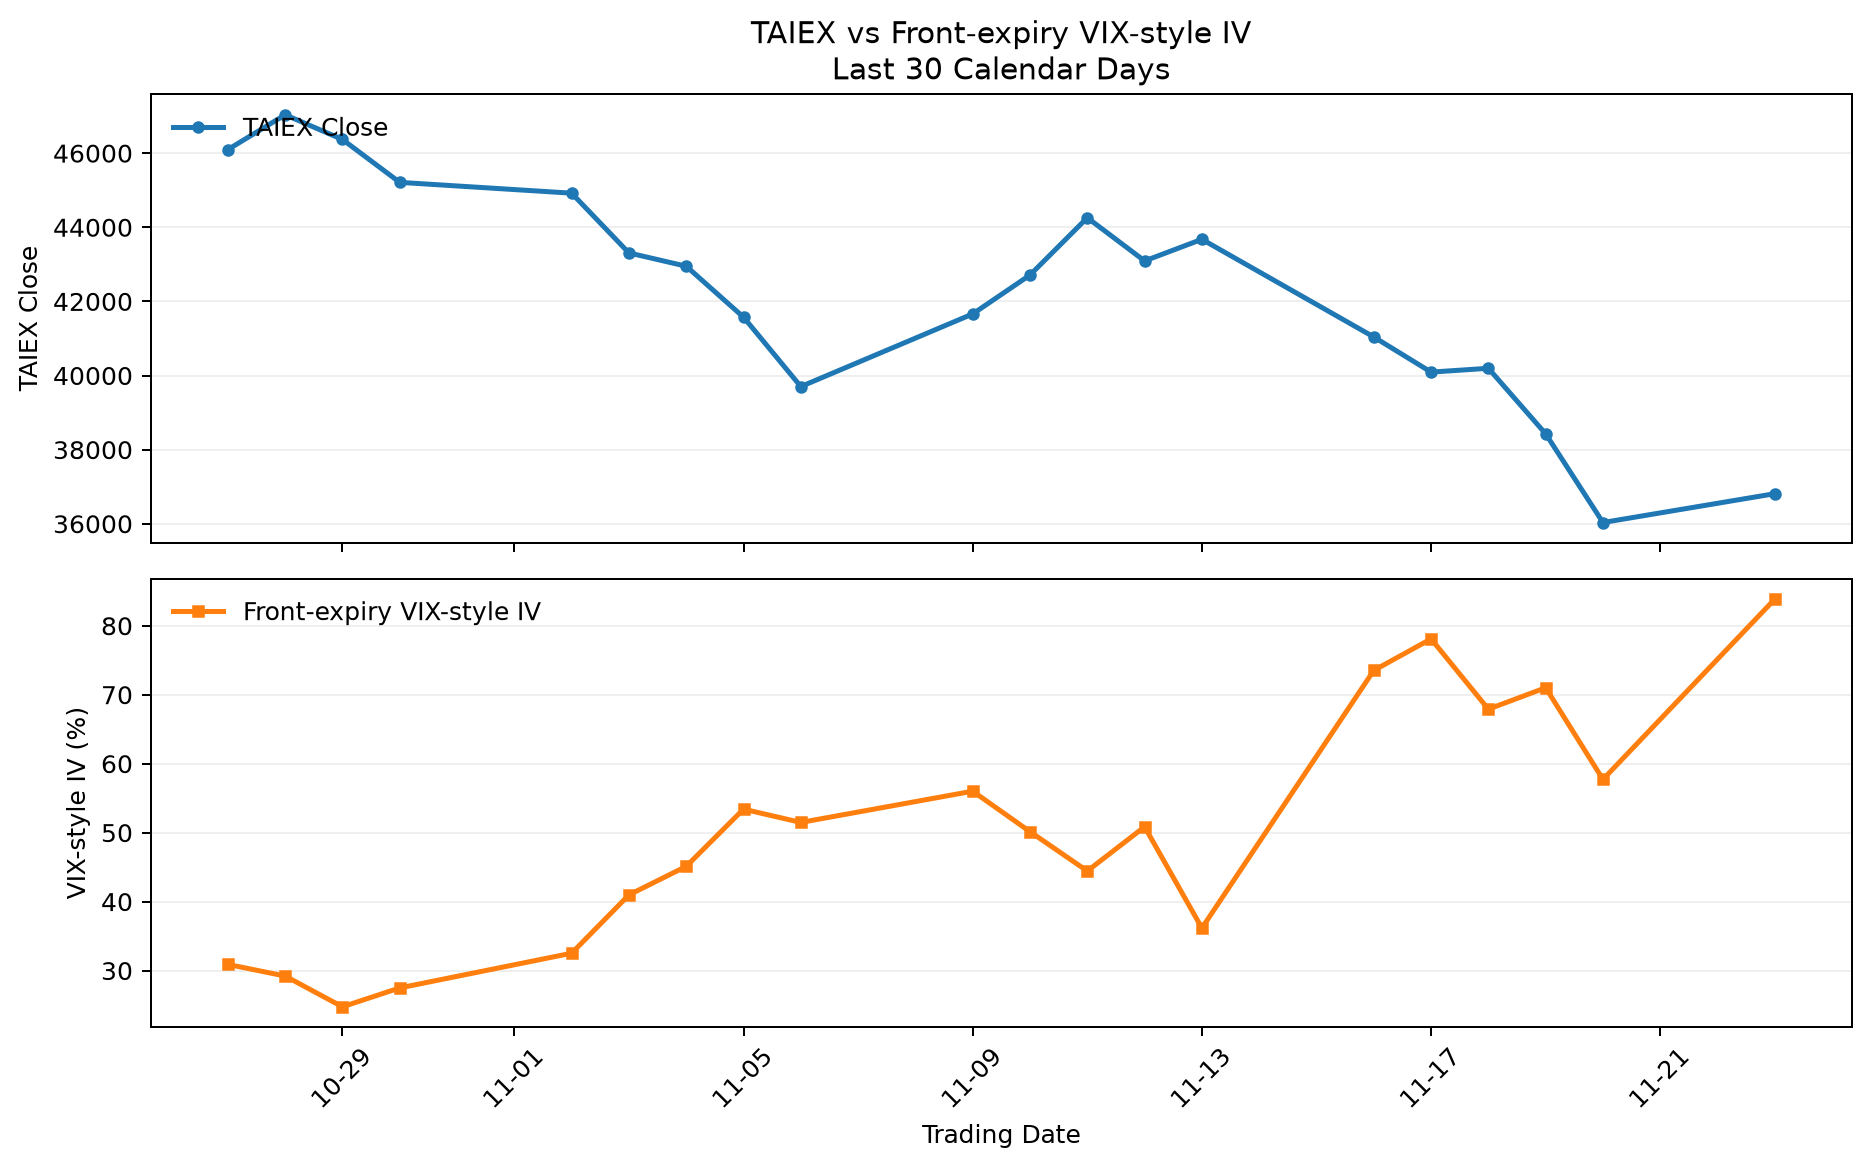 TAIEX vs Front-expiry VIX-style IV
Last 30 Calendar Days
TAIEX Close
TAIEX Close
46000
44000
42000
40000
38000
36000
Front-expiry VIX-style IV
VIX-style IV (%)
80
70
60
50
40
30
10-29
11-01
11-05
11-09
11-13
11-17
11-21
Trading Date